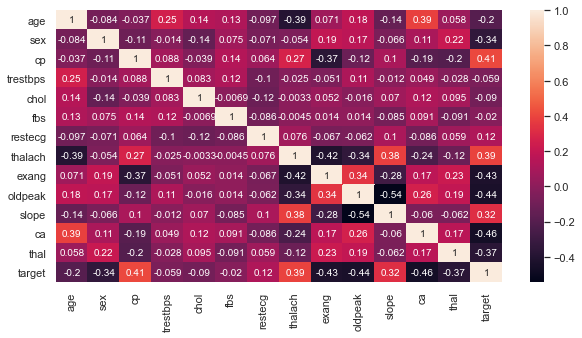 age 1 -0.084 -0.037 0.25 0.14 0.13 -0.097 -0.39 0.071 0.18 -0.14 0.39 0.058 -0.2
sex -0.084 1 -0.11 -0.014 -0.14 0.075 -0.071 -0.054 0.19 0.17 -0.066 0.11 0.22 -0.34
cp -0.037 -0.11 1 0.088 -0.039 0.14 0.064 0.27 -0.37 -0.12 0.1 -0.19 -0.2 0.41
trestbps 0.25 -0.014 0.088 1 0.083 0.12 -0.1 -0.025 -0.051 0.11 -0.012 0.049 -0.028 -0.059
chol 0.14 -0.14 -0.039 0.083 1 -0.0069 -0.12 -0.0033 0.052 -0.016 0.07 0.12 0.095 -0.09
fbs 0.13 0.075 0.14 0.12 -0.0069 1 -0.086 -0.0045 0.014 0.014 -0.085 0.091 -0.091 -0.02
restecg -0.097 -0.071 0.064 -0.1 -0.12 -0.086 1 0.076 -0.067 -0.062 0.1 -0.086 0.059 0.12
thalach -0.39 -0.054 0.27 -0.025 -0.0033 -0.0045 0.076 1 -0.42 -0.34 0.38 -0.24 -0.12 0.39
exang 0.071 0.19 -0.37 -0.051 0.052 0.014 -0.067 -0.42 1 0.34 -0.28 0.17 0.23 -0.43
oldpeak 0.18 0.17 -0.12 0.11 -0.016 0.014 -0.062 -0.34 0.34 1 -0.54 0.26 0.19 -0.44
slope -0.14 -0.066 0.1 -0.012 0.07 -0.085 0.1 0.38 -0.28 -0.54 1 -0.06 -0.062 0.32
ca 0.39 0.11 -0.19 0.049 0.12 0.091 -0.086 -0.24 0.17 0.26 -0.06 1 0.17 -0.46
thal 0.058 0.22 -0.2 -0.028 0.095 -0.091 0.059 -0.12 0.23 0.19 -0.062 0.17 1 -0.37
target -0.2 -0.34 0.41 -0.059 -0.09 -0.02 0.12 0.39 -0.43 -0.44 0.32 -0.46 -0.37 1
age sex cp trestbps chol fbs restecg thalach exang oldpeak slope ca thal target
1.0
0.8
0.6
0.4
0.2
0.0
-0.2
-0.4